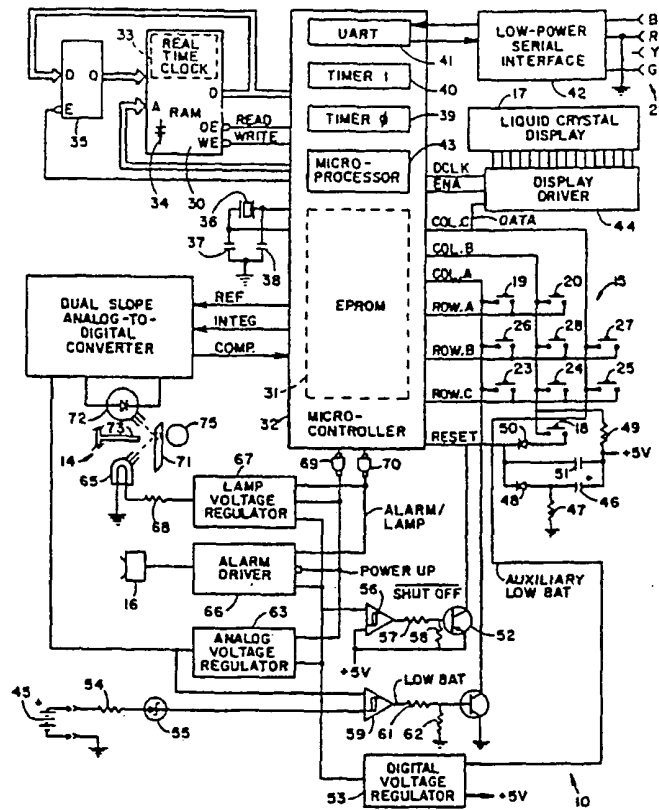 33
REAL
TIME
CLOCK
D
O
E
35
A
RAM
34
30
D
OE
WE
READ
WRITE
36
37
38
UART
41
TIMER 1
40
TIMER Ø
39
43
MICRO-
PROCESSOR
EPROM
31
32
MICRO-
CONTROLLER
LOW-POWER
SERIAL
INTERFACE
42
B
R
Y
G
2
17
LIQUID CRYSTAL
DISPLAY
DCLK
ENA
DISPLAY
DRIVER
44
COL.C
DATA
COL.B
COL.A
19
20
15
ROW.A
26
28
27
ROW.B
23
24
25
ROW.C
RESET
50
18
49
+5V
51
48
46
47
DUAL SLOPE
ANALOG-TO-
DIGITAL
CONVERTER
REF
INTEG
COMP.
72
73
75
14
71
65
67
69
70
LAMP
VOLTAGE
REGULATOR
68
ALARM/
LAMP
ALARM
DRIVER
66
16
POWER UP
63
ANALOG
VOLTAGE
REGULATOR
56
SHUT OFF
57
58
52
+5V
AUXILIARY
LOW BAT
45
+
54
55
LOW BAT
59
61
62
DIGITAL
VOLTAGE
REGULATOR
53
+5V
10